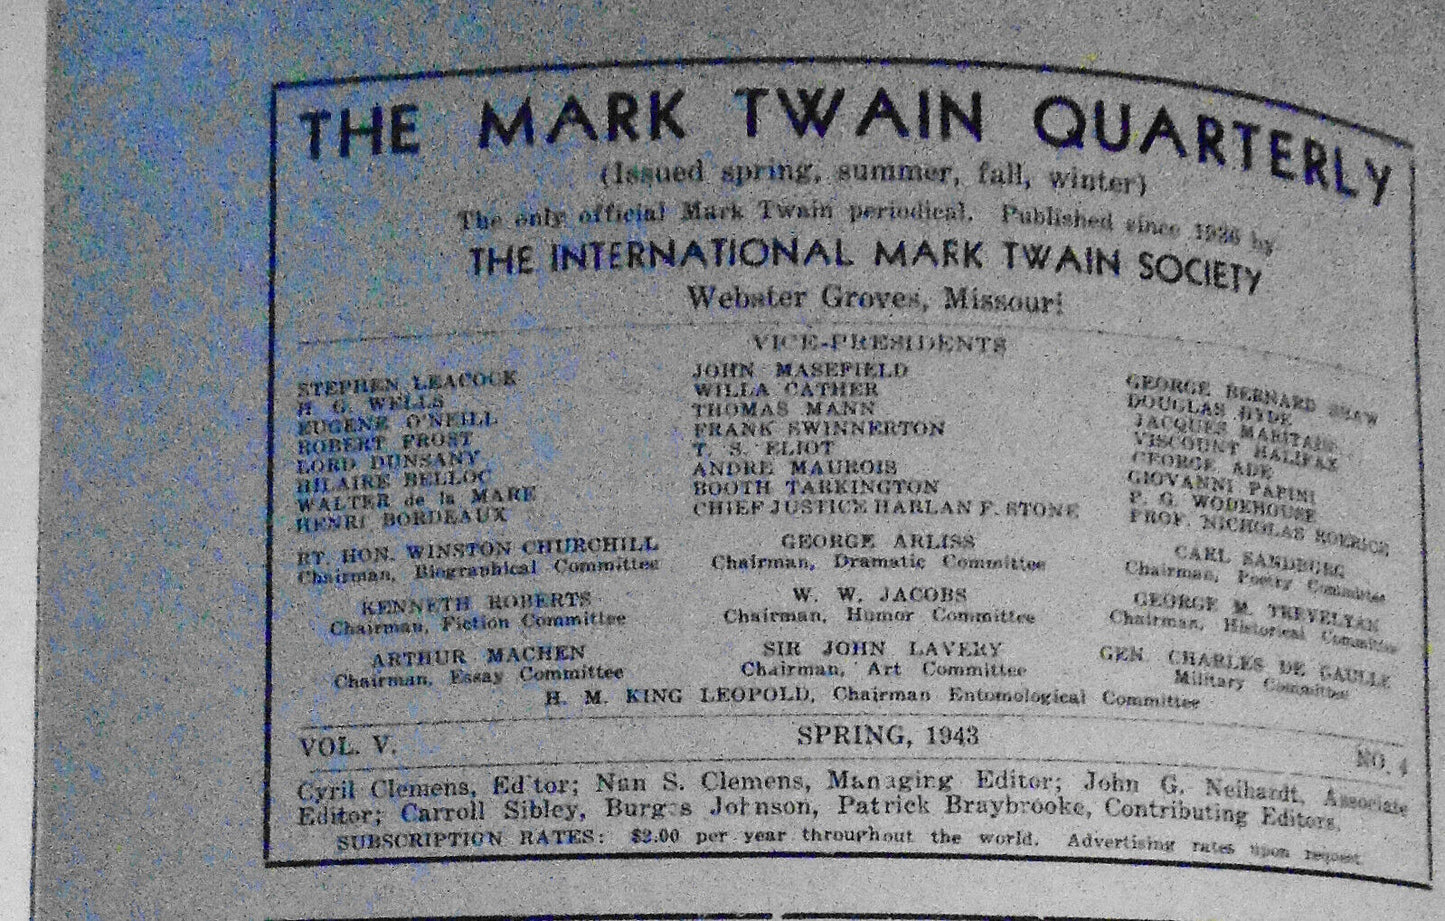 THE MARK TWAIN QUARTERLY
(Issued spring, summer, fall, winter)
The only official Mark Twain periodical. Published since 1936 by
THE INTERNATIONAL MARK TWAIN SOCIETY
Webster Groves, Missouri
VICE-PRESIDENTS
STEPHEN LEACOCK
H. G. WELLS
EUGENE O'NEILL
ROBERT FROST
LORD DUNSANY
HILAIRE BELLOC
WALTER de la MARE
HENRI BORDEAUX
JOHN MASEFIELD
WILLA CATHER
THOMAS MANN
FRANK SWINNERTON
T. S. ELIOT
ANDRE MAUROIS
BOOTH TARKINGTON
CHIEF JUSTICE HARLAN F. STONE
GEORGE BERNARD SHAW
DOUGLAS HYDE
JACQUES MARITAIN
VISCOUNT HALIFAX
GEORGE ADE
GIOVANNI PAPINI
P. G. WODEHOUSE
PROF. NICHOLAS ROERICH
RT. HON. WINSTON CHURCHILL
Chairman, Biographical Committee
GEORGE ARLISS
Chairman, Dramatic Committee
CARL SANDBURG
Chairman, Poetry Committee
KENNETH ROBERTS
Chairman, Fiction Committee
W. W. JACOBS
Chairman, Humor Committee
GEORGE M. TREVELYAN
Chairman, Historical Committee
ARTHUR MACHEN
Chairman, Essay Committee
SIR JOHN LAVERY
Chairman, Art Committee
GEN. CHARLES DE GAULLE
Military Committee
H. M. KING LEOPOLD, Chairman Entomological Committee
VOL. V. SPRING, 1943 NO. 4
Cyril Clemens, Editor; Nan S. Clemens, Managing Editor; John G. Neihardt, Associate
Editor; Carroll Sibley, Burges Johnson, Patrick Braybrooke, Contributing Editors.
SUBSCRIPTION RATES: $2.00 per year throughout the world. Advertising rates upon request